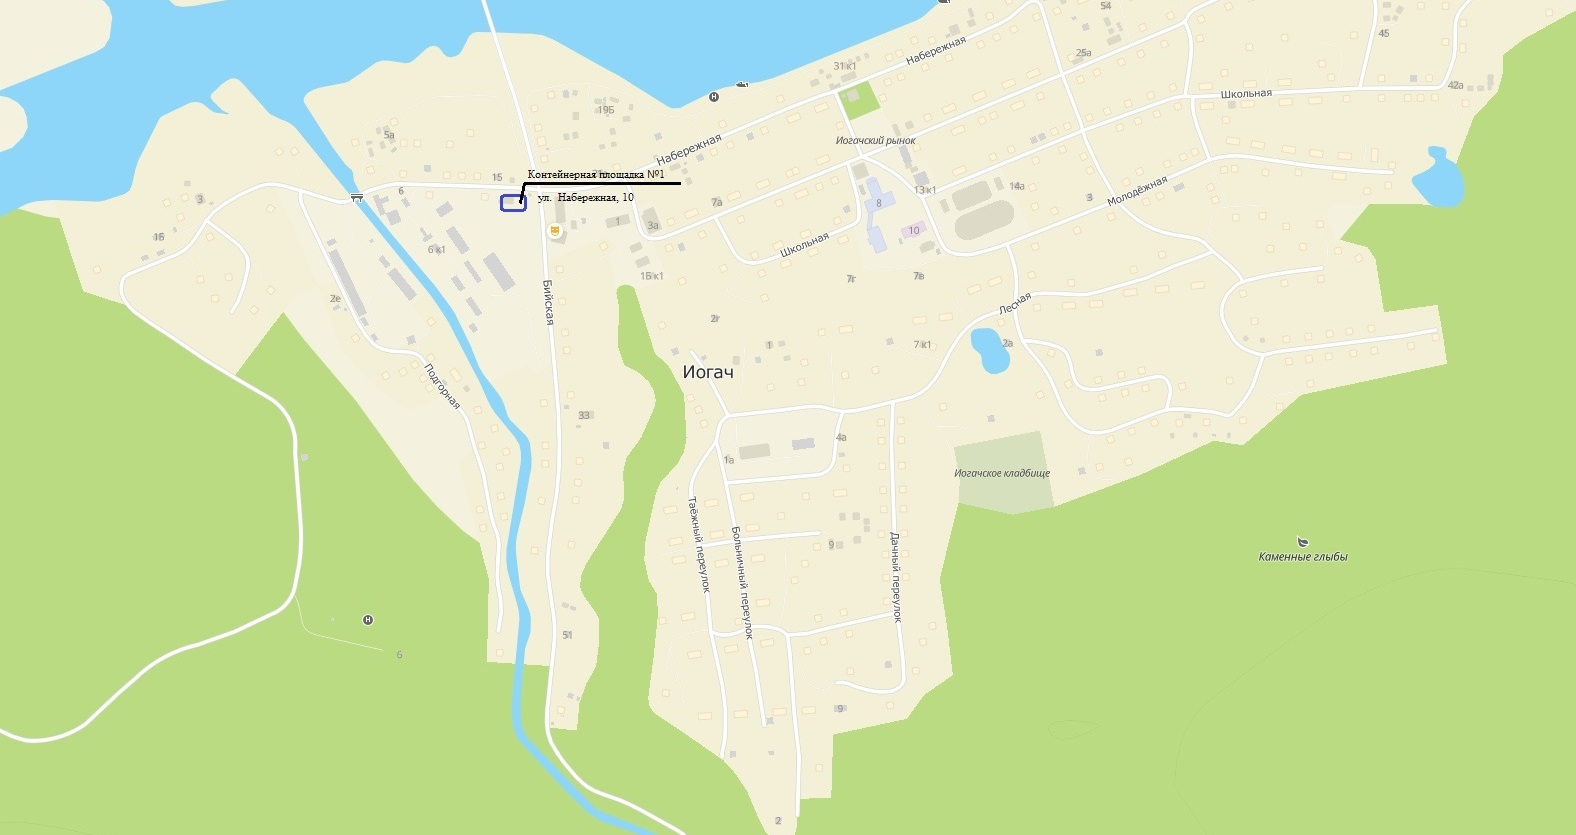 54
45
31 к1
Набережная
25а
42а
Школьная
19Б
5а
Набережная
Иогачский рынок
Контейнерная площадка №1
15
ул. Набережная, 10
6
3
13 к1
14а
3
Молодёжная
7а
8
10
1
3а
1Б
6 к1
Школьная
1Б к1
7г
7в
2е
Бийская
Лесная
2г
1
7 к1
2а
Иогач
Подгорная
33
4а
1а
Иогачское кладбище
Таёжный переулок
Больничный переулок
9
Дачный переулок
Каменные глыбы
Н
Н
51
6
9
2